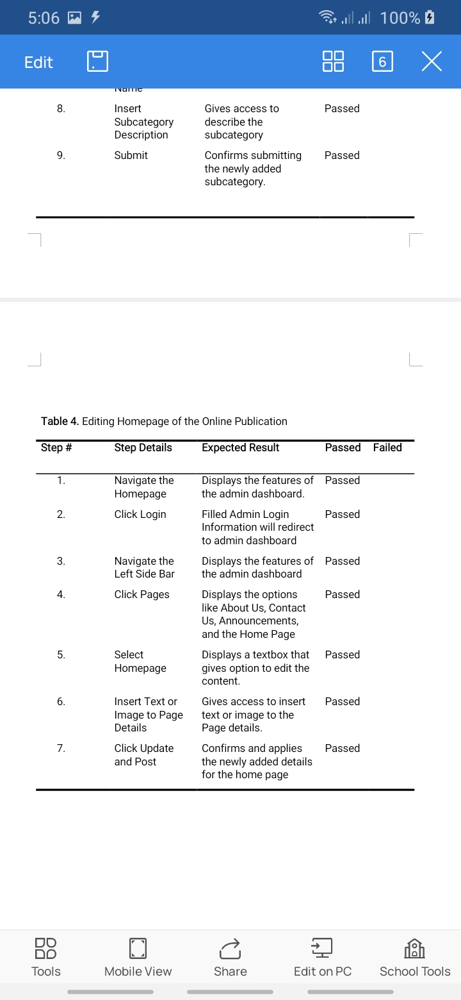 5:06 100%
Edit 6
Name
8. Insert Gives access to Passed
Subcategory describe the
Description subcategory
9. Submit Confirms submitting Passed
the newly added
subcategory.
Table 4. Editing Homepage of the Online Publication
Step # Step Details Expected Result Passed Failed
1. Navigate the Displays the features of Passed
Homepage the admin dashboard.
2. Click Login Filled Admin Login Passed
Information will redirect
to admin dashboard
3. Navigate the Displays the features of Passed
Left Side Bar the admin dashboard
4. Click Pages Displays the options Passed
like About Us, Contact
Us, Announcements,
and the Home Page
5. Select Displays a textbox that Passed
Homepage gives option to edit the
content.
6. Insert Text or Gives access to insert Passed
Image to Page text or image to the
Details Page details.
7. Click Update Confirms and applies Passed
and Post the newly added details
for the home page
Tools Mobile View Share Edit on PC School Tools